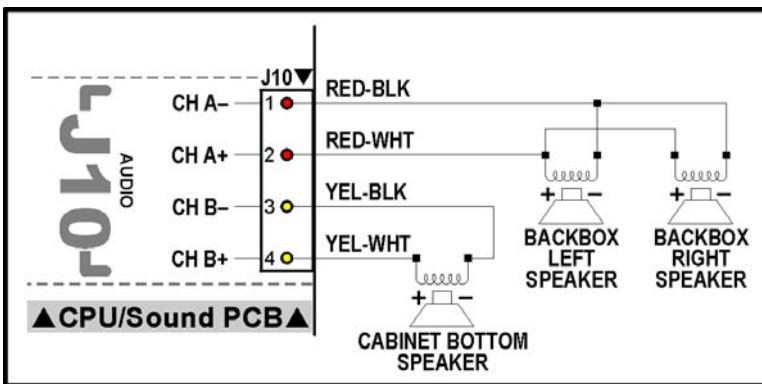 J10▼
J10
AUDIO
CH A– 1 RED-BLK
CH A+ 2 RED-WHT
CH B– 3 YEL-BLK
CH B+ 4 YEL-WHT
+ –
BACKBOX
LEFT
SPEAKER
+ –
BACKBOX
RIGHT
SPEAKER
+ –
CABINET BOTTOM
SPEAKER
▲CPU/Sound PCB▲